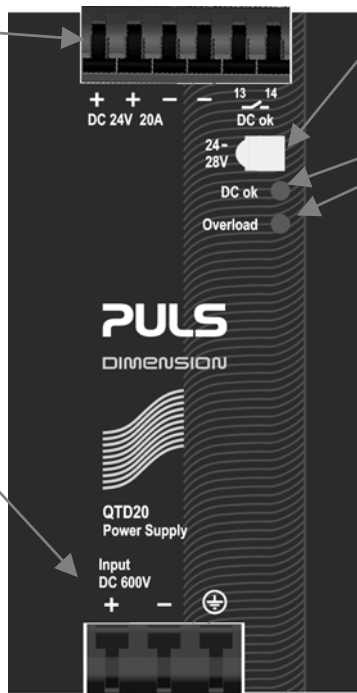 + + − − 13 14
DC 24V 20A DC ok
24–
28V
DC ok
Overload
PULS
DIMENSION
QTD20
Power Supply
Input
DC 600V
+ −